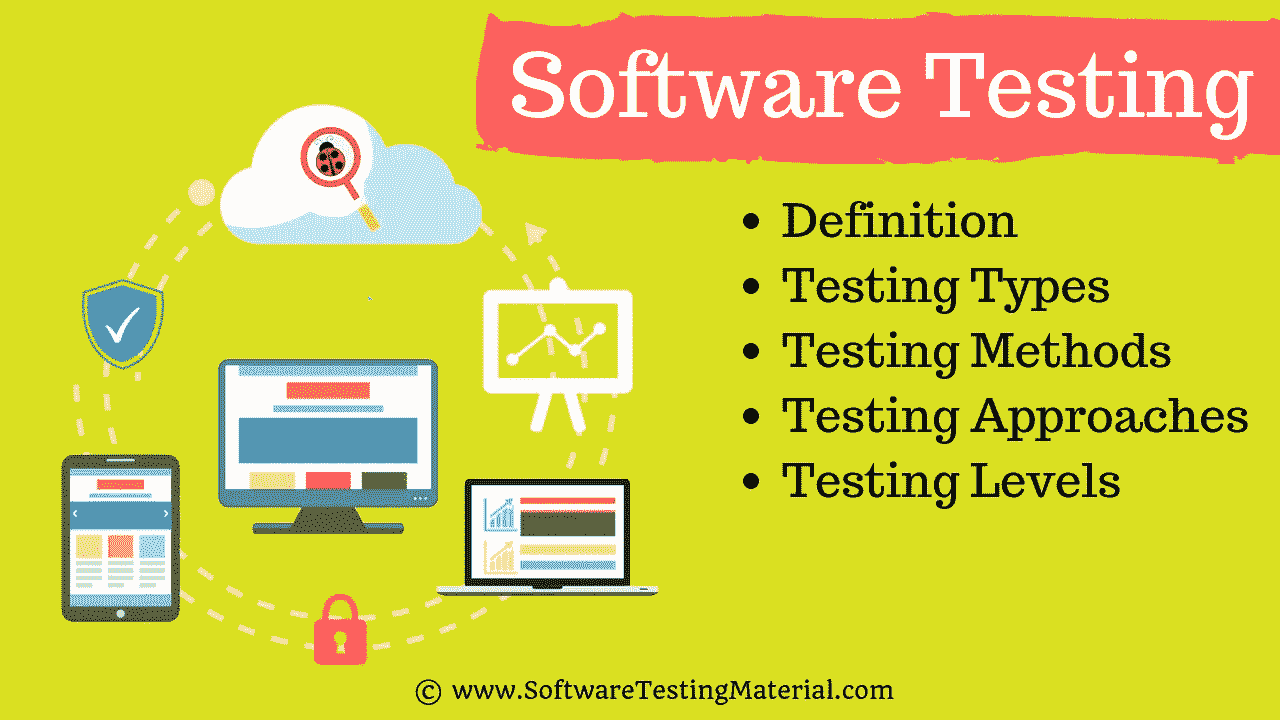 Software Testing
• Definition
• Testing Types
• Testing Methods
• Testing Approaches
• Testing Levels
© www.SoftwareTestingMaterial.com